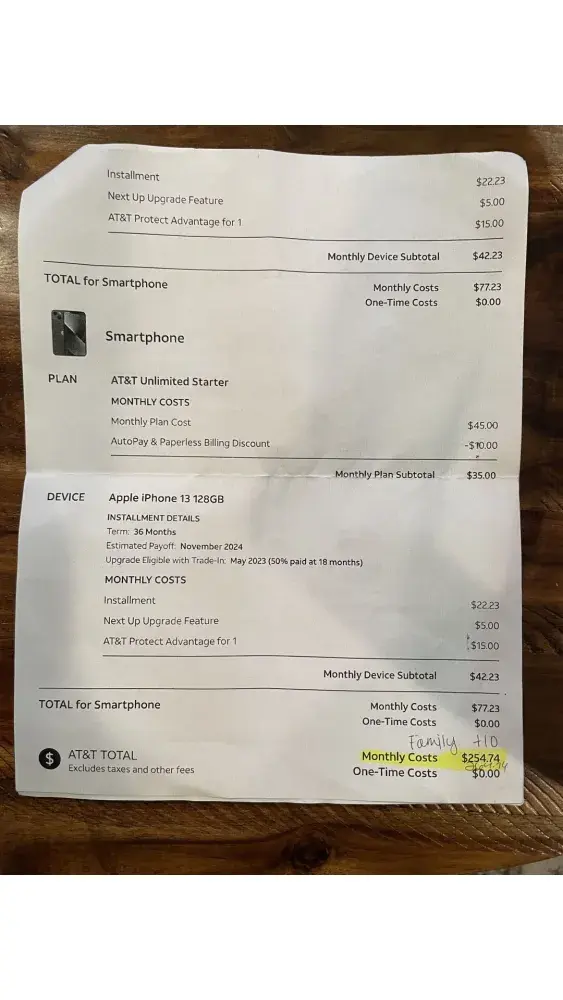 Installment $22.23
Next Up Upgrade Feature $5.00
AT&T Protect Advantage for 1 $15.00
Monthly Device Subtotal $42.23
TOTAL for Smartphone Monthly Costs $77.23
One-Time Costs $0.00
Smartphone
PLAN AT&T Unlimited Starter
MONTHLY COSTS
Monthly Plan Cost $45.00
AutoPay & Paperless Billing Discount -$10.00
Monthly Plan Subtotal $35.00
DEVICE Apple iPhone 13 128GB
INSTALLMENT DETAILS
Term: 36 Months
Estimated Payoff: November 2024
Upgrade Eligible with Trade-In: May 2023 (50% paid at 18 months)
MONTHLY COSTS
Installment $22.23
Next Up Upgrade Feature $5.00
AT&T Protect Advantage for 1 $15.00
Monthly Device Subtotal $42.23
TOTAL for Smartphone Monthly Costs $77.23
One-Time Costs $0.00
Family +10
$ AT&T TOTAL Monthly Costs $254.74
Excludes taxes and other fees One-Time Costs $0.00